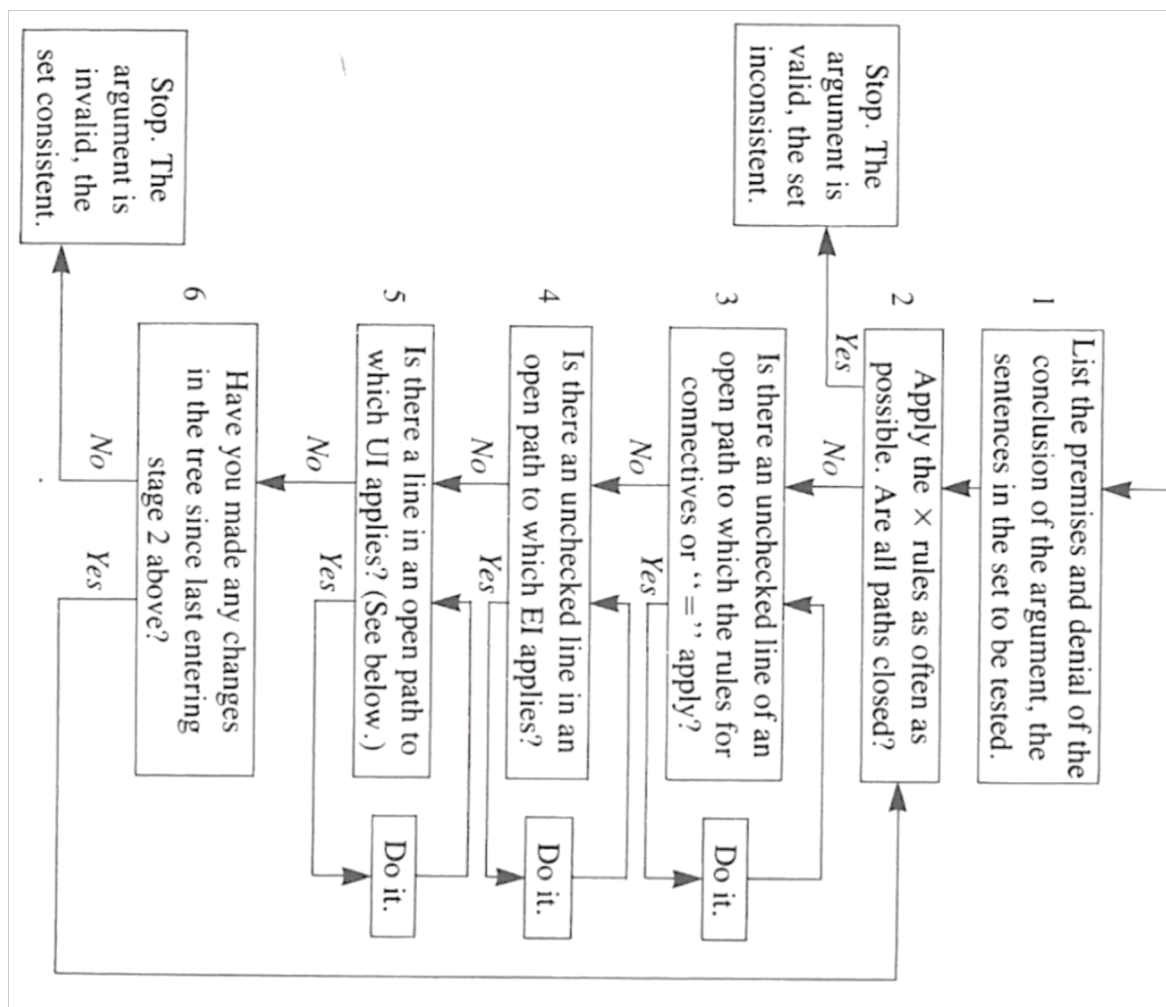 1
List the premises and denial of the
conclusion of the argument, the
sentences in the set to be tested.
2
Apply the × rules as often as
possible. Are all paths closed?
Yes
No
Stop. The
argument is
valid, the set
inconsistent.
3
Is there an unchecked line of an
open path to which the rules for
connectives or “=” apply?
No
Yes
Do it.
4
Is there an unchecked line in an
open path to which EI applies?
No
Yes
Do it.
5
Is there a line in an open path to
which UI applies? (See below.)
No
Yes
Do it.
6
Have you made any changes
in the tree since last entering
stage 2 above?
No
Yes
Stop. The
argument is
invalid, the
set consistent.